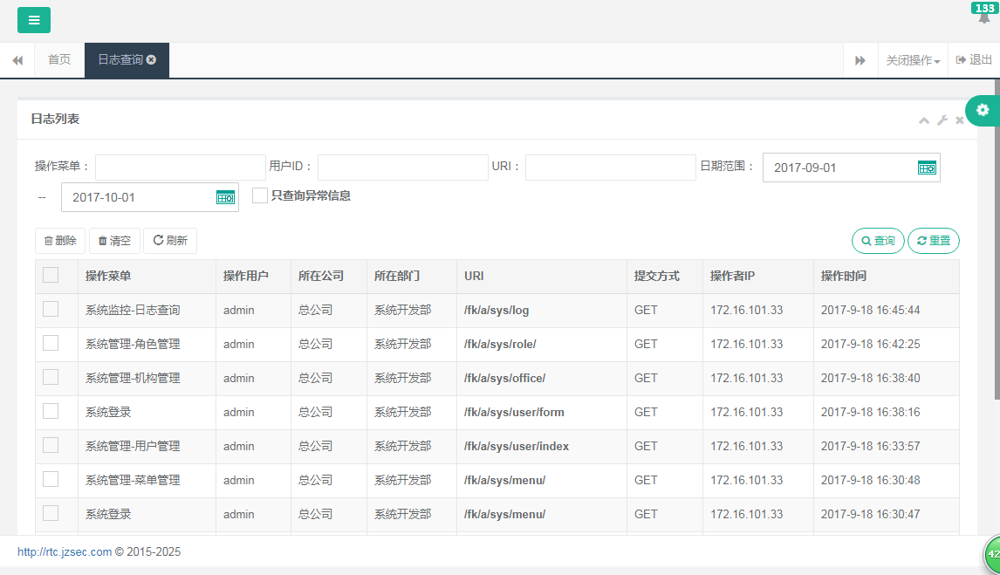 133
首页 日志查询 关闭操作 退出
日志列表
操作菜单： 用户ID： URI： 日期范围： 2017-09-01
-- 2017-10-01 只查询异常信息
删除 清空 刷新 查询 重置
操作菜单 操作用户 所在公司 所在部门 URI 提交方式 操作者IP 操作时间
系统监控-日志查询 admin 总公司 系统开发部 /fk/a/sys/log GET 172.16.101.33 2017-9-18 16:45:44
系统管理-角色管理 admin 总公司 系统开发部 /fk/a/sys/role/ GET 172.16.101.33 2017-9-18 16:42:25
系统管理-机构管理 admin 总公司 系统开发部 /fk/a/sys/office/ GET 172.16.101.33 2017-9-18 16:38:40
系统登录 admin 总公司 系统开发部 /fk/a/sys/user/form GET 172.16.101.33 2017-9-18 16:38:16
系统管理-用户管理 admin 总公司 系统开发部 /fk/a/sys/user/index GET 172.16.101.33 2017-9-18 16:33:57
系统管理-菜单管理 admin 总公司 系统开发部 /fk/a/sys/menu/ GET 172.16.101.33 2017-9-18 16:30:48
系统登录 admin 总公司 系统开发部 /fk/a/sys/menu/ GET 172.16.101.33 2017-9-18 16:30:47
http://rtc.jzsec.com © 2015-2025
42